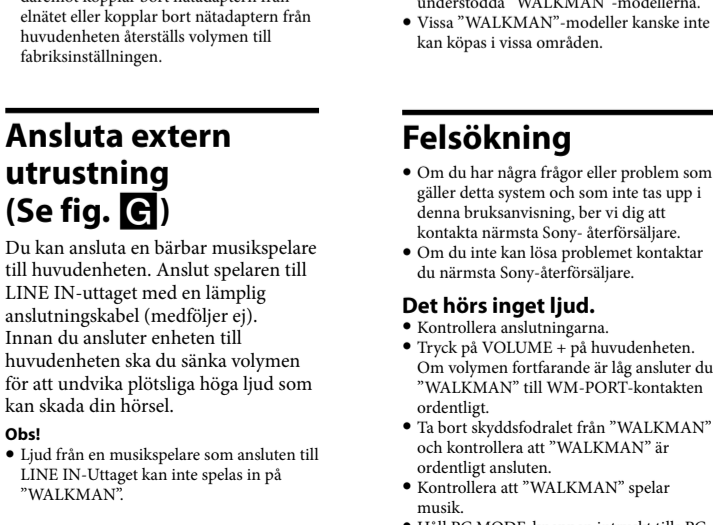 däremot kopplar bort nätadaptern från
elnätet eller kopplar bort nätadaptern från
huvudenheten återställs volymen till
fabriksinställningen.
Ansluta extern
utrustning
(Se fig. G)
Du kan ansluta en bärbar musikspelare
till huvudenheten. Anslut spelaren till
LINE IN-uttaget med en lämplig
anslutningskabel (medföljer ej).
Innan du ansluter enheten till
huvudenheten ska du sänka volymen
för att undvika plötsliga höga ljud som
kan skada din hörsel.
Obs!
● Ljud från en musikspelare som ansluten till
LINE IN-Uttaget kan inte spelas in på
"WALKMAN".
understödda "WALKMAN"-modellerna.
● Vissa "WALKMAN"-modeller kanske inte
kan köpas i vissa områden.
Felsökning
● Om du har några frågor eller problem som
gäller detta system och som inte tas upp i
denna bruksanvisning, ber vi dig att
kontakta närmsta Sony- återförsäljare.
● Om du inte kan lösa problemet kontaktar
du närmsta Sony-återförsäljare.
Det hörs inget ljud.
● Kontrollera anslutningarna.
● Tryck på VOLUME + på huvudenheten.
Om volymen fortfarande är låg ansluter du
"WALKMAN" till WM-PORT-kontakten
ordentligt.
● Ta bort skyddsfodralet från "WALKMAN"
och kontrollera att "WALKMAN" är
ordentligt ansluten.
● Kontrollera att "WALKMAN" spelar
musik.